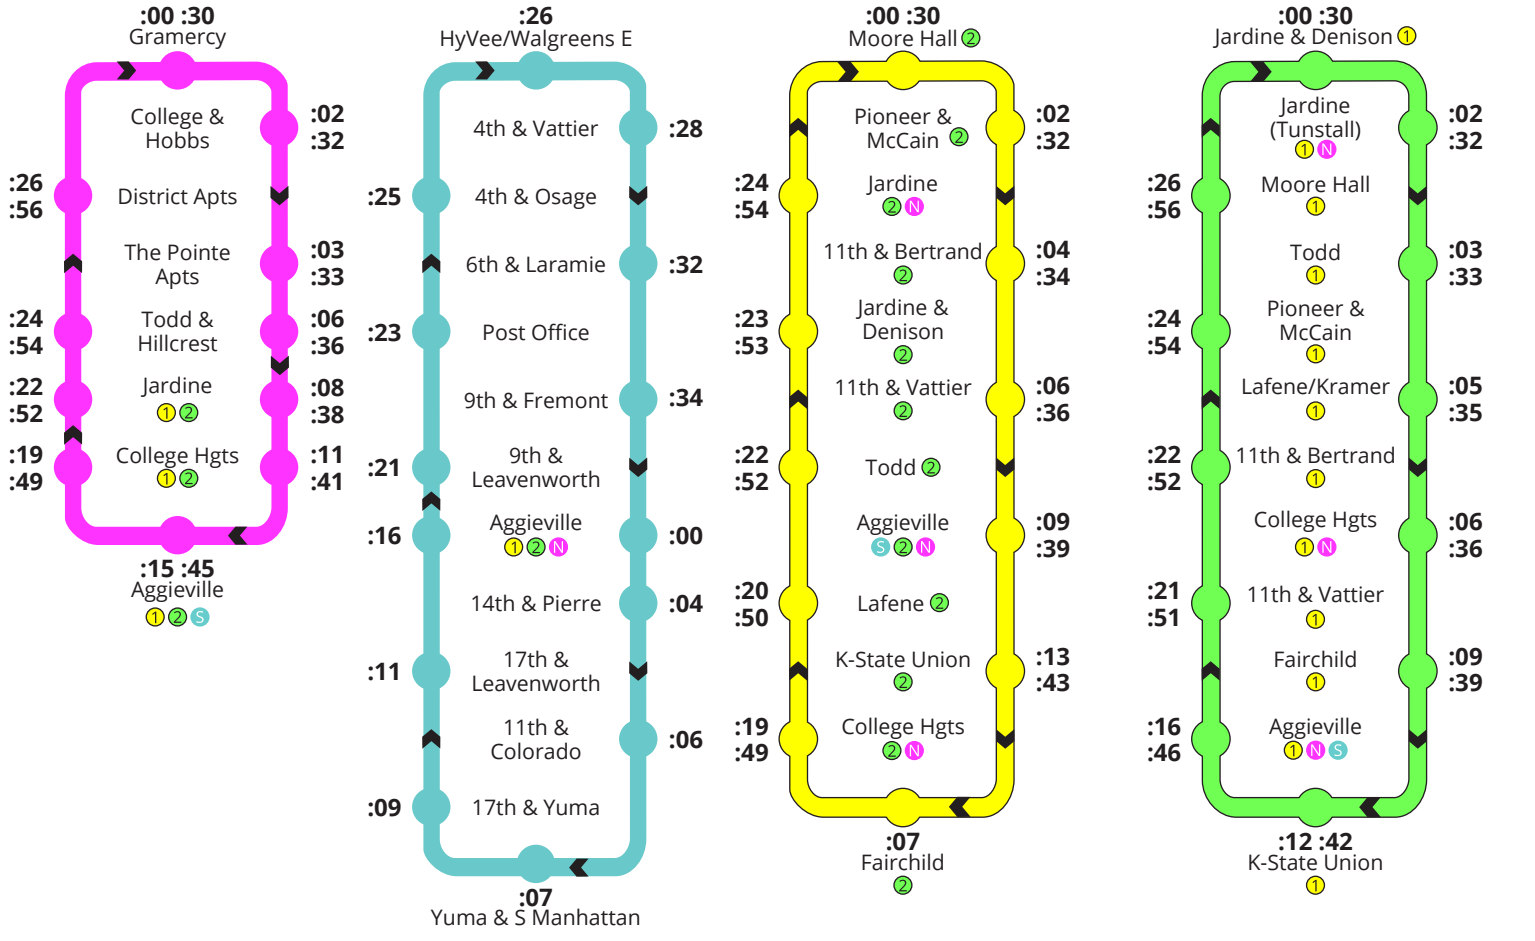 :00 :30
Gramercy
College &
Hobbs
:02
:32
:26
:56
District Apts
The Pointe
Apts
:03
:33
:24
:54
Todd &
Hillcrest
:06
:36
:22
:52
Jardine
1 2
:08
:38
:19
:49
College Hgts
1 2
:11
:41
:15 :45
Aggieville
1 2 S
:26
HyVee/Walgreens E
4th & Vattier
:28
:25
4th & Osage
6th & Laramie
:32
:23
Post Office
9th & Fremont
:34
:21
9th &
Leavenworth
:16
Aggieville
1 2 N
:00
14th & Pierre
:04
:11
17th &
Leavenworth
11th &
Colorado
:06
:09
17th & Yuma
:07
Yuma & S Manhattan
:00 :30
Moore Hall 2
Pioneer &
McCain 2
:02
:32
:24
:54
Jardine
2 N
11th & Bertrand
2
:04
:34
:23
:53
Jardine &
Denison
2
11th & Vattier
2
:06
:36
:22
:52
Todd 2
Aggieville
S 2 N
:09
:39
:20
:50
Lafene 2
K-State Union
2
:13
:43
:19
:49
College Hgts
2 N
:07
Fairchild
2
:00 :30
Jardine & Denison 1
Jardine
(Tunstall)
1 N
:02
:32
:26
:56
Moore Hall
1
Todd
1
:03
:33
:24
:54
Pioneer &
McCain
1
Lafene/Kramer
1
:05
:35
:22
:52
11th & Bertrand
1
College Hgts
1 N
:06
:36
:21
:51
11th & Vattier
1
Fairchild
1
:09
:39
:16
:46
Aggieville
1 N S
:12 :42
K-State Union
1